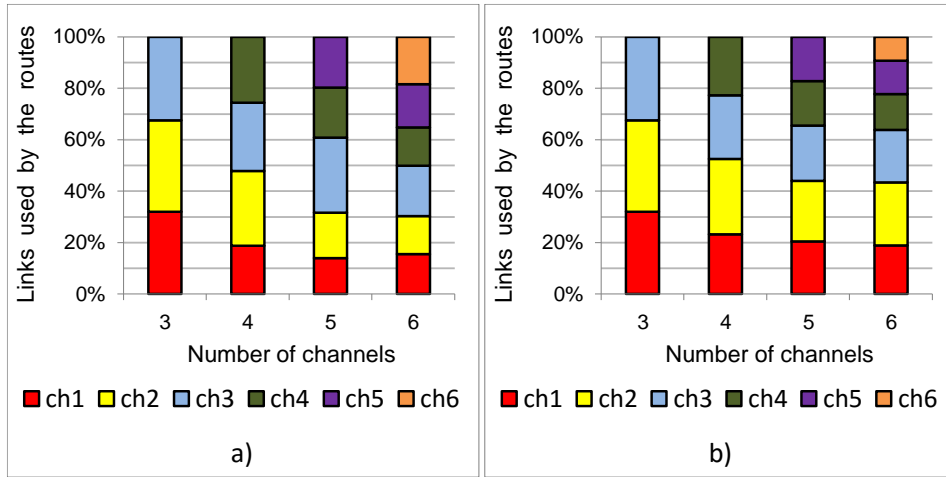 100%
80%
60%
40%
20%
0%
Links used by the routes
3 4 5 6
Number of channels
ch1 ch2 ch3 ch4 ch5 ch6
a)
100%
80%
60%
40%
20%
0%
Links used by the routes
3 4 5 6
Number of channels
ch1 ch2 ch3 ch4 ch5 ch6
b)